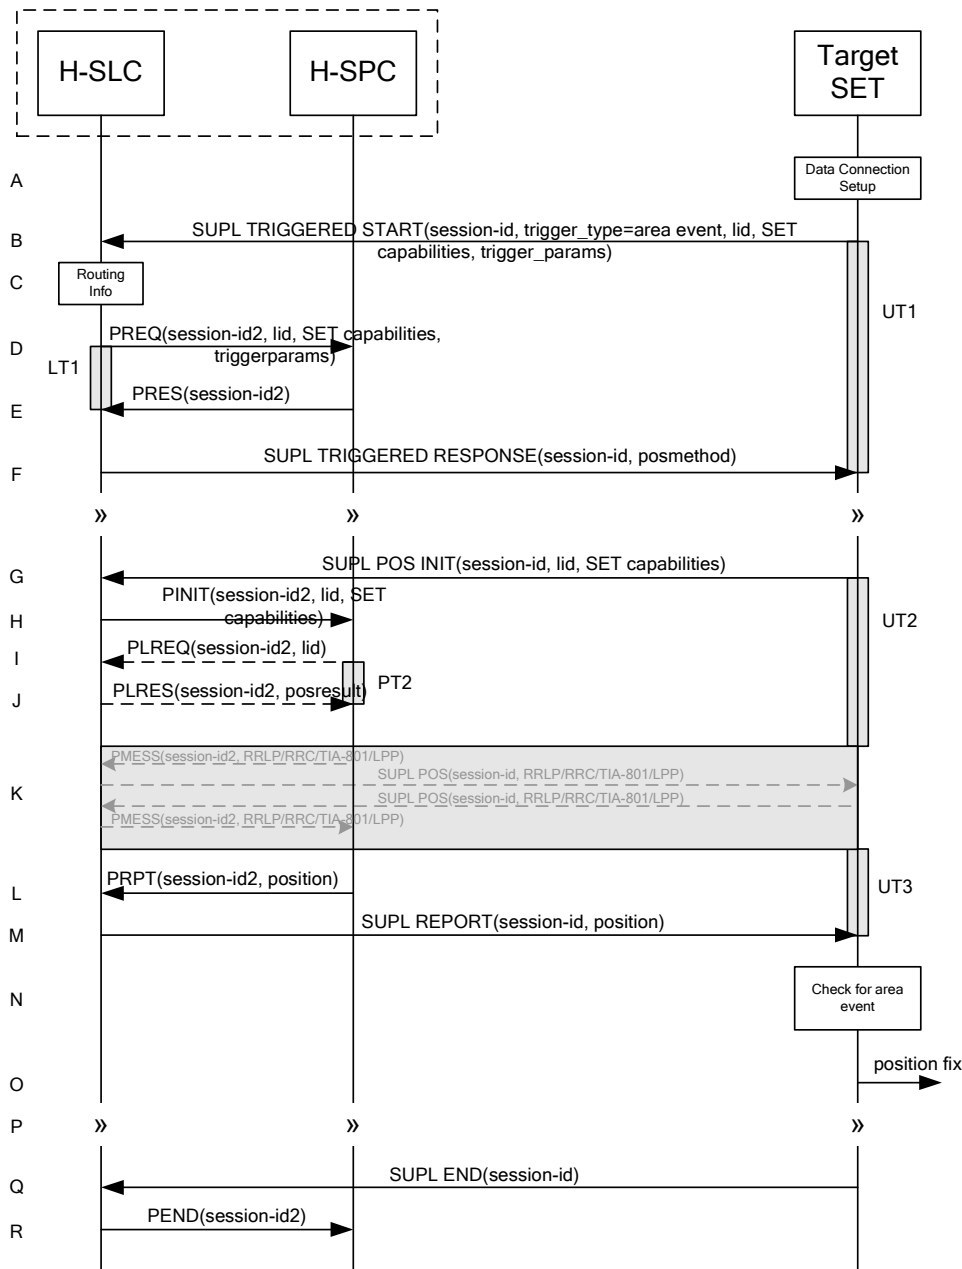 H-SLC
H-SPC
Target
SET
A
Data Connection
Setup
B
SUPL TRIGGERED START(session-id, trigger_type=area event, lid, SET
capabilities, trigger_params)
C
Routing
Info
UT1
D
PREQ(session-id2, lid, SET capabilities,
triggerparams)
LT1
PRES(session-id2)
E
SUPL TRIGGERED RESPONSE(session-id, posmethod)
F
»
»
»
SUPL POS INIT(session-id, lid, SET capabilities)
G
PINIT(session-id2, lid, SET
capabilities)
H
UT2
PLREQ(session-id2, lid)
I
PLRES(session-id2, posresult)
PT2
J
PMESS(session-id2, RRLP/RRC/TIA-801/LPP)
SUPL POS(session-id, RRLP/RRC/TIA-801/LPP)
K
SUPL POS(session-id, RRLP/RRC/TIA-801/LPP)
PMESS(session-id2, RRLP/RRC/TIA-801/LPP)
PRPT(session-id2, position)
L
UT3
SUPL REPORT(session-id, position)
M
N
Check for area
event
position fix
O
P
»
»
»
SUPL END(session-id)
Q
PEND(session-id2)
R